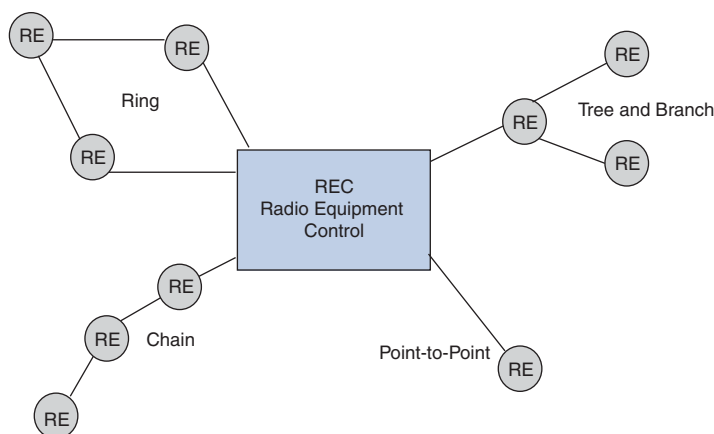 RE
RE
RE
Ring
RE
RE
RE
Tree and Branch
REC
Radio Equipment
Control
RE
RE
RE
Chain
Point-to-Point
RE